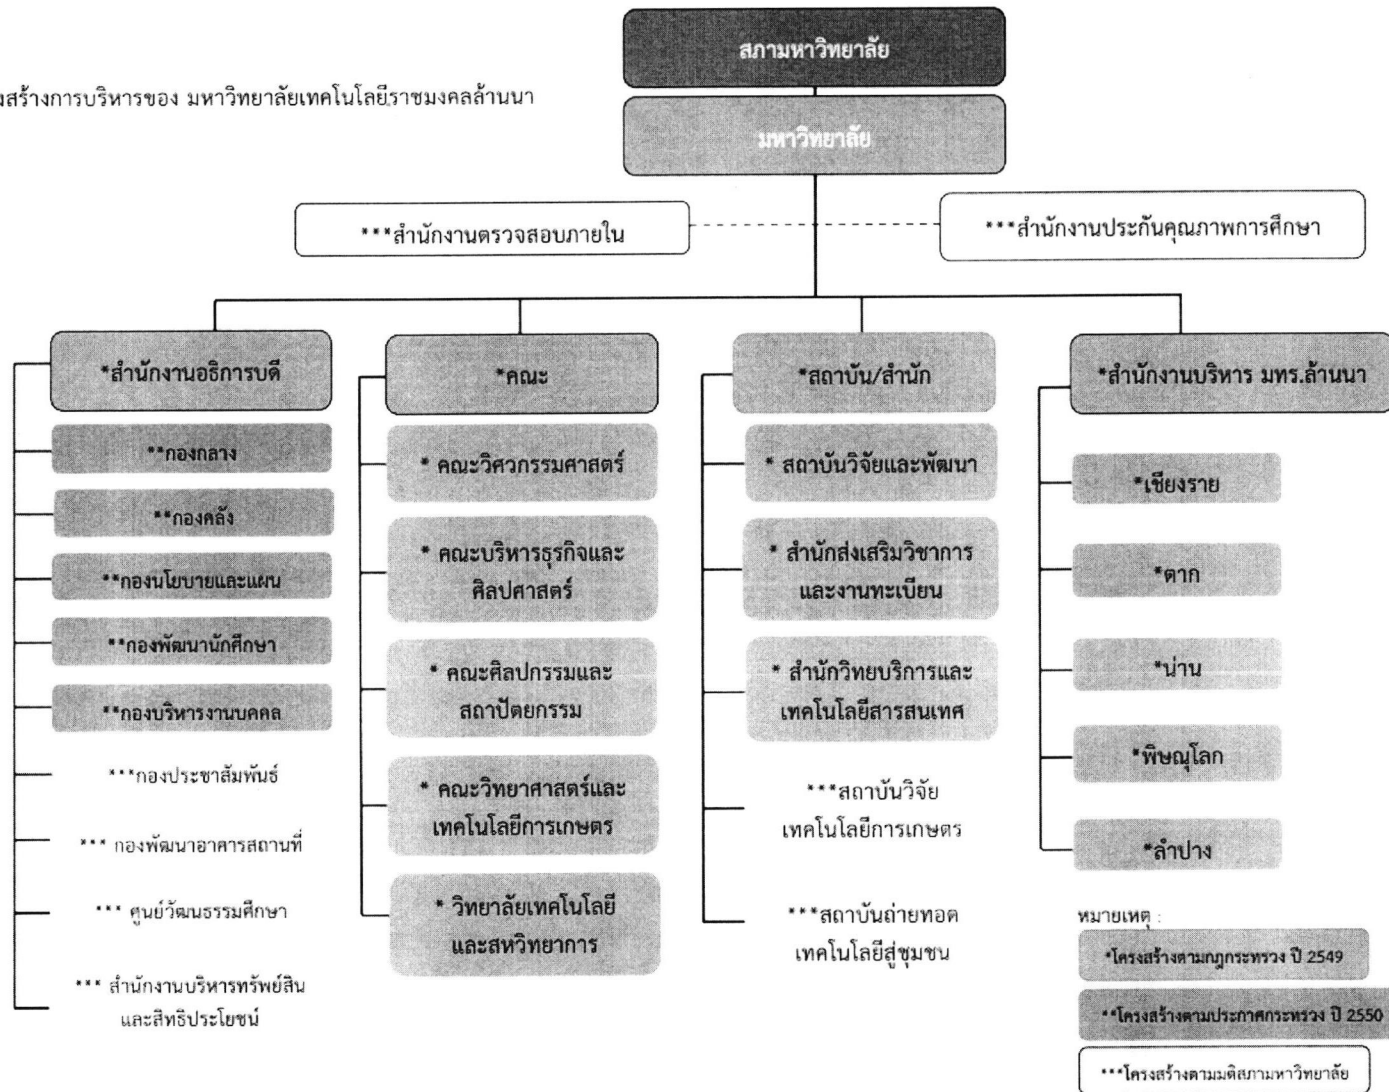 สภามหาวิทยาลัย
งสร้างการบริหารของ มหาวิทยาลัยเทคโนโลยีราชมงคลล้านนา
มหาวิทยาลัย
***สำนักงานตรวจสอบภายใน
***สำนักงานประกันคุณภาพการศึกษา
*สำนักงานอธิการบดี
**กองกลาง
**กองคลัง
**กองนโยบายและแผน
**กองพัฒนานักศึกษา
**กองบริหารงานบุคคล
***กองประชาสัมพันธ์
*** กองพัฒนาอาคารสถานที่
*** ศูนย์วัฒนธรรมศึกษา
*** สำนักงานบริหารทรัพย์สิน
และสิทธิประโยชน์
*คณะ
* คณะวิศวกรรมศาสตร์
* คณะบริหารธุรกิจและ
ศิลปศาสตร์
* คณะศิลปกรรมและ
สถาปัตยกรรม
* คณะวิทยาศาสตร์และ
เทคโนโลยีการเกษตร
* วิทยาลัยเทคโนโลยี
และสหวิทยาการ
*สถาบัน/สำนัก
* สถาบันวิจัยและพัฒนา
* สำนักส่งเสริมวิชาการ
และงานทะเบียน
* สำนักวิทยบริการและ
เทคโนโลยีสารสนเทศ
***สถาบันวิจัย
เทคโนโลยีการเกษตร
***สถาบันถ่ายทอด
เทคโนโลยีสู่ชุมชน
*สำนักงานบริหาร มทร.ล้านนา
*เชียงราย
*ตาก
*น่าน
*พิษณุโลก
*ลำปาง
หมายเหตุ :
*โครงสร้างตามกฎกระทรวง ปี 2549
**โครงสร้างตามประกาศกระทรวง ปี 2550
***โครงสร้างตามมติสภามหาวิทยาลัย